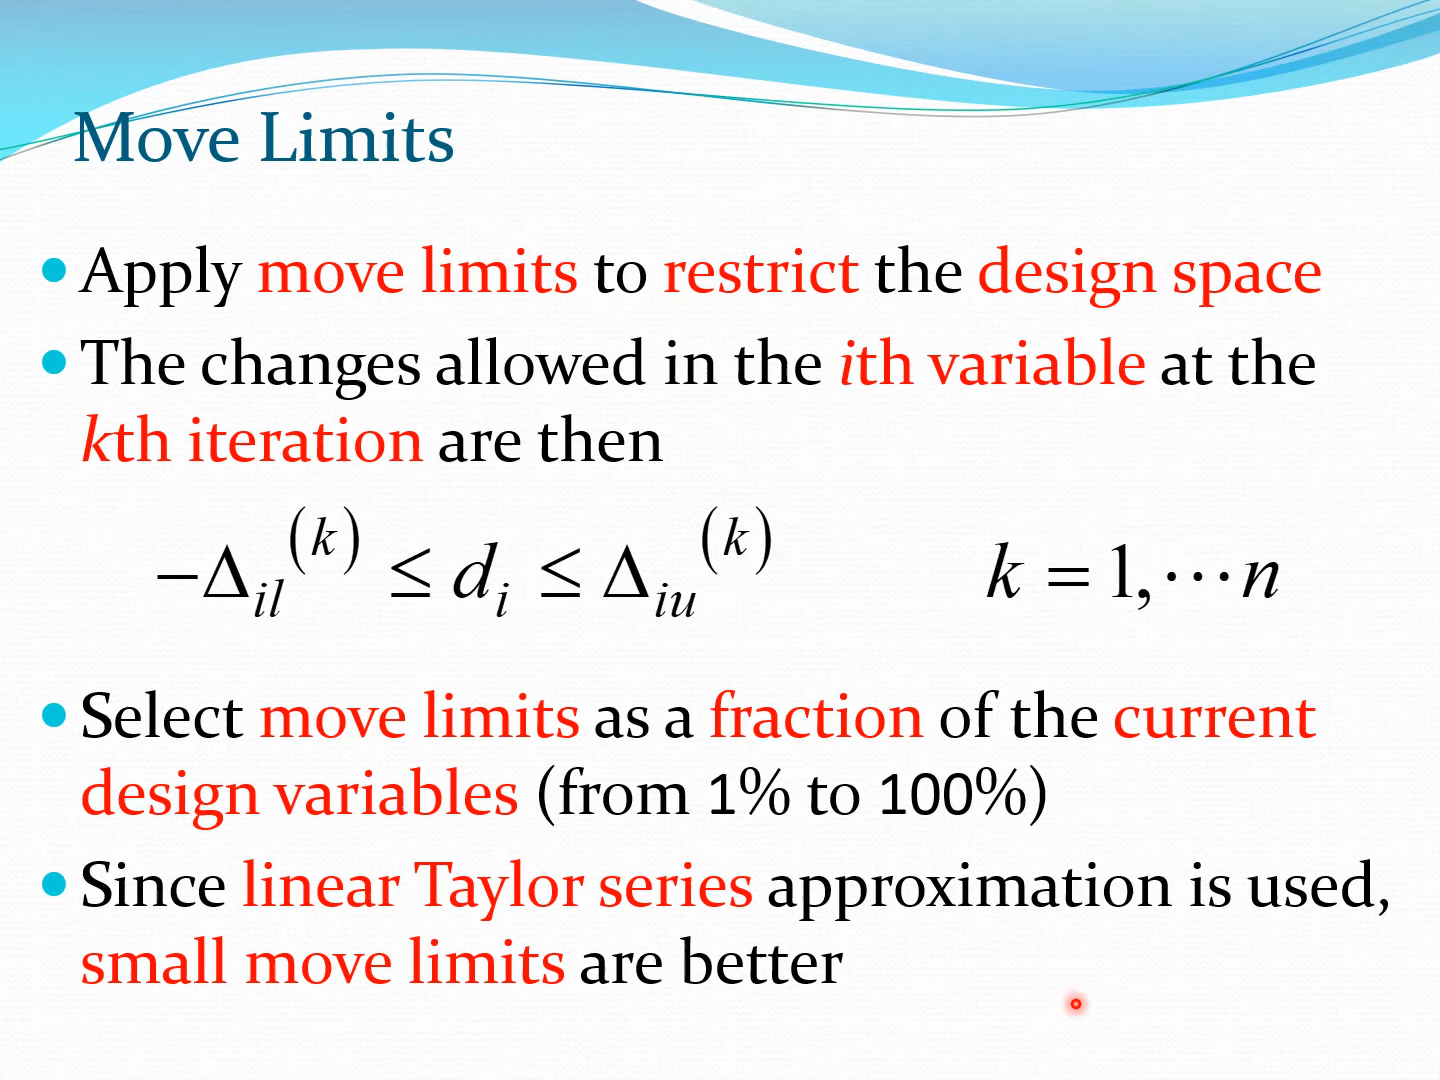 Move Limits
• Apply move limits to restrict the design space
• The changes allowed in the ith variable at the
kth iteration are then
−Δ_il^(k) ≤ d_i ≤ Δ_iu^(k)    k = 1,⋯n
• Select move limits as a fraction of the current
design variables (from 1% to 100%)
• Since linear Taylor series approximation is used,
small move limits are better